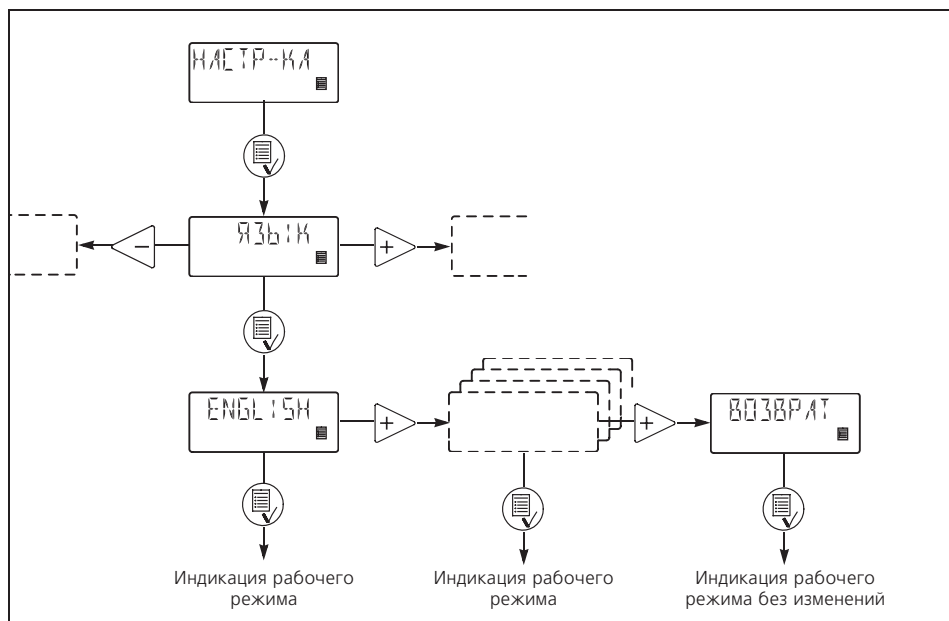 НАСТР-КА
−
ЯЗЫК
+
ENGLISH
+
+
ВОЗВРАТ
Индикация рабочего
режима
Индикация рабочего
режима
Индикация рабочего
режима без изменений